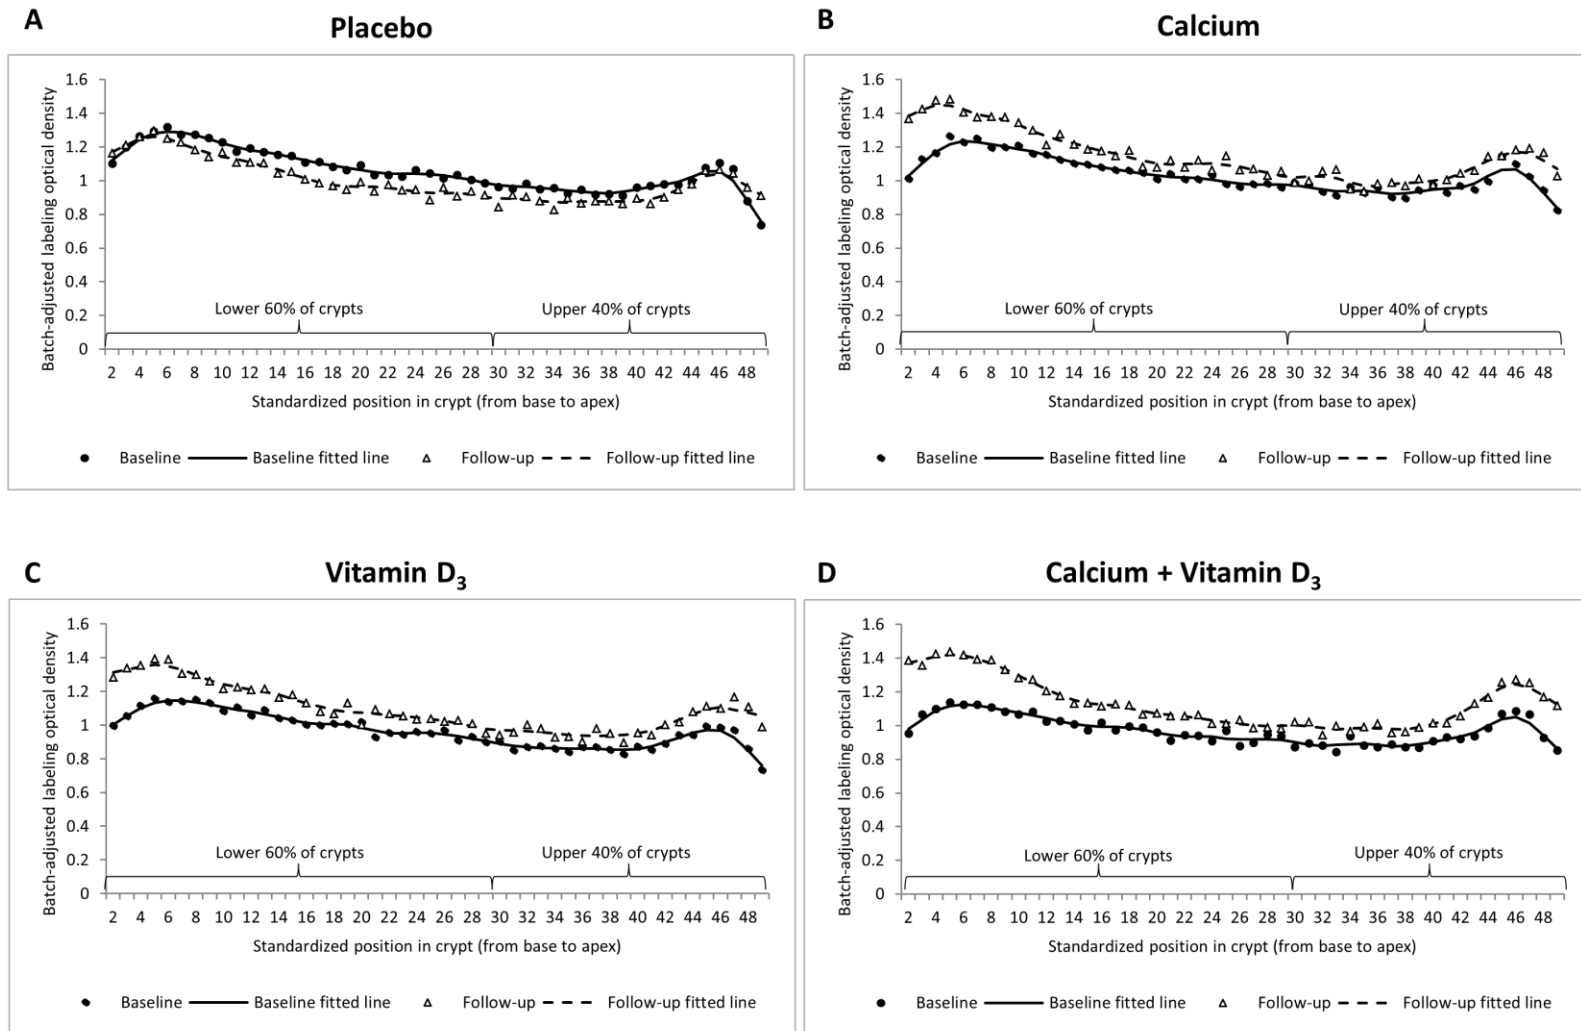 A
Placebo
Batch-adjusted labeling optical density
1.6
1.4
1.2
1
0.8
0.6
0.4
0.2
0
Lower 60% of crypts
Upper 40% of crypts
2 4 6 8 10 12 14 16 18 20 22 24 26 28 30 32 34 36 38 40 42 44 46 48
Standardized position in crypt (from base to apex)
Baseline Baseline fitted line Follow-up Follow-up fitted line
B
Calcium
Batch-adjusted labeling optical density
1.6
1.4
1.2
1
0.8
0.6
0.4
0.2
0
Lower 60% of crypts
Upper 40% of crypts
2 4 6 8 10 12 14 16 18 20 22 24 26 28 30 32 34 36 38 40 42 44 46 48
Standardized position in crypt (from base to apex)
Baseline Baseline fitted line Follow-up Follow-up fitted line
C
Vitamin D3
Batch-adjusted labeling optical density
1.6
1.4
1.2
1
0.8
0.6
0.4
0.2
0
Lower 60% of crypts
Upper 40% of crypts
2 4 6 8 10 12 14 16 18 20 22 24 26 28 30 32 34 36 38 40 42 44 46 48
Standardized position in crypt (from base to apex)
Baseline Baseline fitted line Follow-up Follow-up fitted line
D
Calcium + Vitamin D3
Batch-adjusted labeling optical density
1.6
1.4
1.2
1
0.8
0.6
0.4
0.2
0
Lower 60% of crypts
Upper 40% of crypts
2 4 6 8 10 12 14 16 18 20 22 24 26 28 30 32 34 36 38 40 42 44 46 48
Standardized position in crypt (from base to apex)
Baseline Baseline fitted line Follow-up Follow-up fitted line